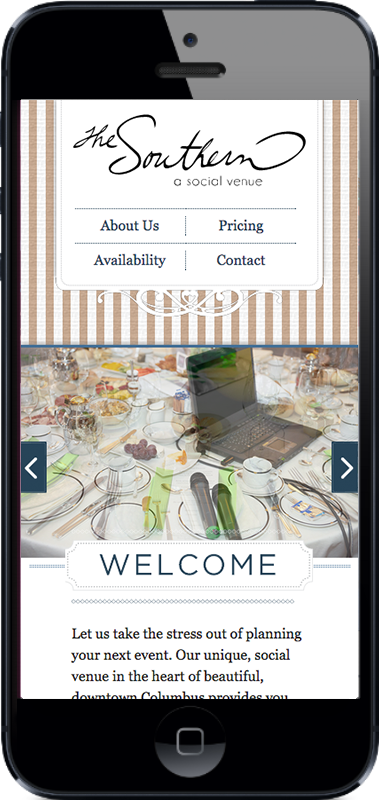 The Southern
a social venue
About Us Pricing
Availability Contact
WELCOME
Let us take the stress out of planning
your next event. Our unique, social
venue in the heart of beautiful,
downtown Columbus provides you